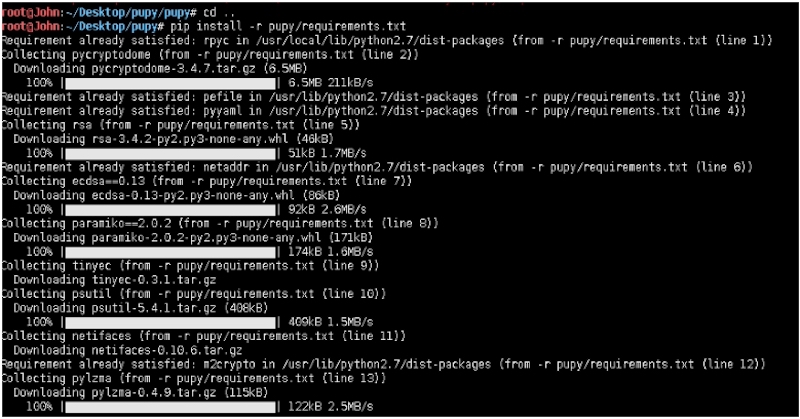 root@John:~/Desktop/pupy/pupy# cd ..
root@John:~/Desktop/pupy# pip install -r pupy/requirements.txt
Requirement already satisfied: rpyc in /usr/local/lib/python2.7/dist-packages (from -r pupy/requirements.txt (line 1))
Collecting pycryptodome (from -r pupy/requirements.txt (line 2))
Downloading pycryptodome-3.4.7.tar.gz (6.5MB)
100% || 6.5MB 211kB/s
Requirement already satisfied: pefile in /usr/lib/python2.7/dist-packages (from -r pupy/requirements.txt (line 3))
Requirement already satisfied: pyyaml in /usr/lib/python2.7/dist-packages (from -r pupy/requirements.txt (line 4))
Collecting rsa (from -r pupy/requirements.txt (line 5))
Downloading rsa-3.4.2-py2.py3-none-any.whl (46kB)
100% || 51kB 1.7MB/s
Requirement already satisfied: netaddr in /usr/lib/python2.7/dist-packages (from -r pupy/requirements.txt (line 6))
Collecting ecdsa==0.13 (from -r pupy/requirements.txt (line 7))
Downloading ecdsa-0.13-py2.py3-none-any.whl (86kB)
100% || 92kB 2.6MB/s
Collecting paramiko==2.0.2 (from -r pupy/requirements.txt (line 8))
Downloading paramiko-2.0.2-py2.py3-none-any.whl (171kB)
100% || 174kB 1.6MB/s
Collecting tinyec (from -r pupy/requirements.txt (line 9))
Downloading tinyec-0.3.1.tar.gz
Collecting psutil (from -r pupy/requirements.txt (line 10))
Downloading psutil-5.4.1.tar.gz (408kB)
100% || 409kB 1.5MB/s
Collecting netifaces (from -r pupy/requirements.txt (line 11))
Downloading netifaces-0.10.6.tar.gz
Requirement already satisfied: m2crypto in /usr/lib/python2.7/dist-packages (from -r pupy/requirements.txt (line 12))
Collecting pylzma (from -r pupy/requirements.txt (line 13))
Downloading pylzma-0.4.9.tar.gz (115kB)
100% || 122kB 2.5MB/s